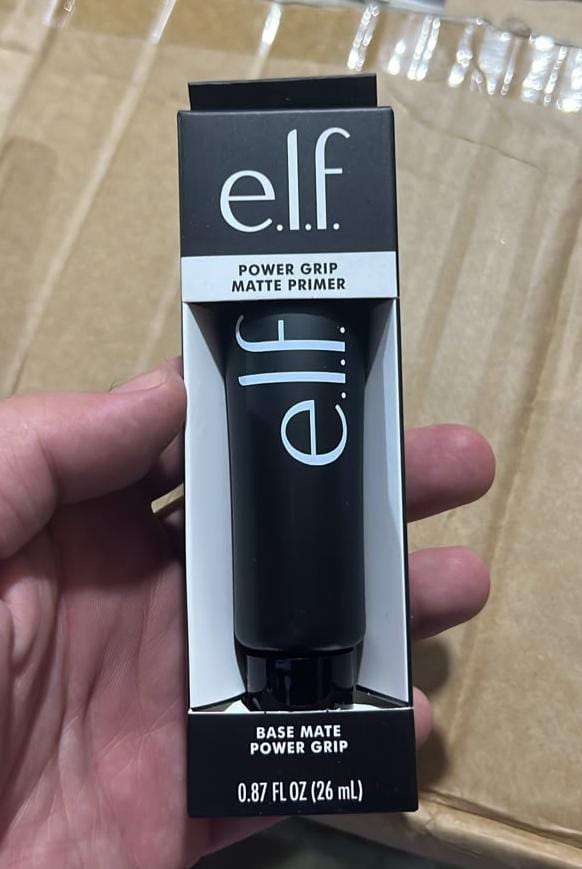 e.l.f.
POWER GRIP
MATTE PRIMER
e.l.f.
BASE MATE
POWER GRIP
0.87 FL OZ (26 mL)